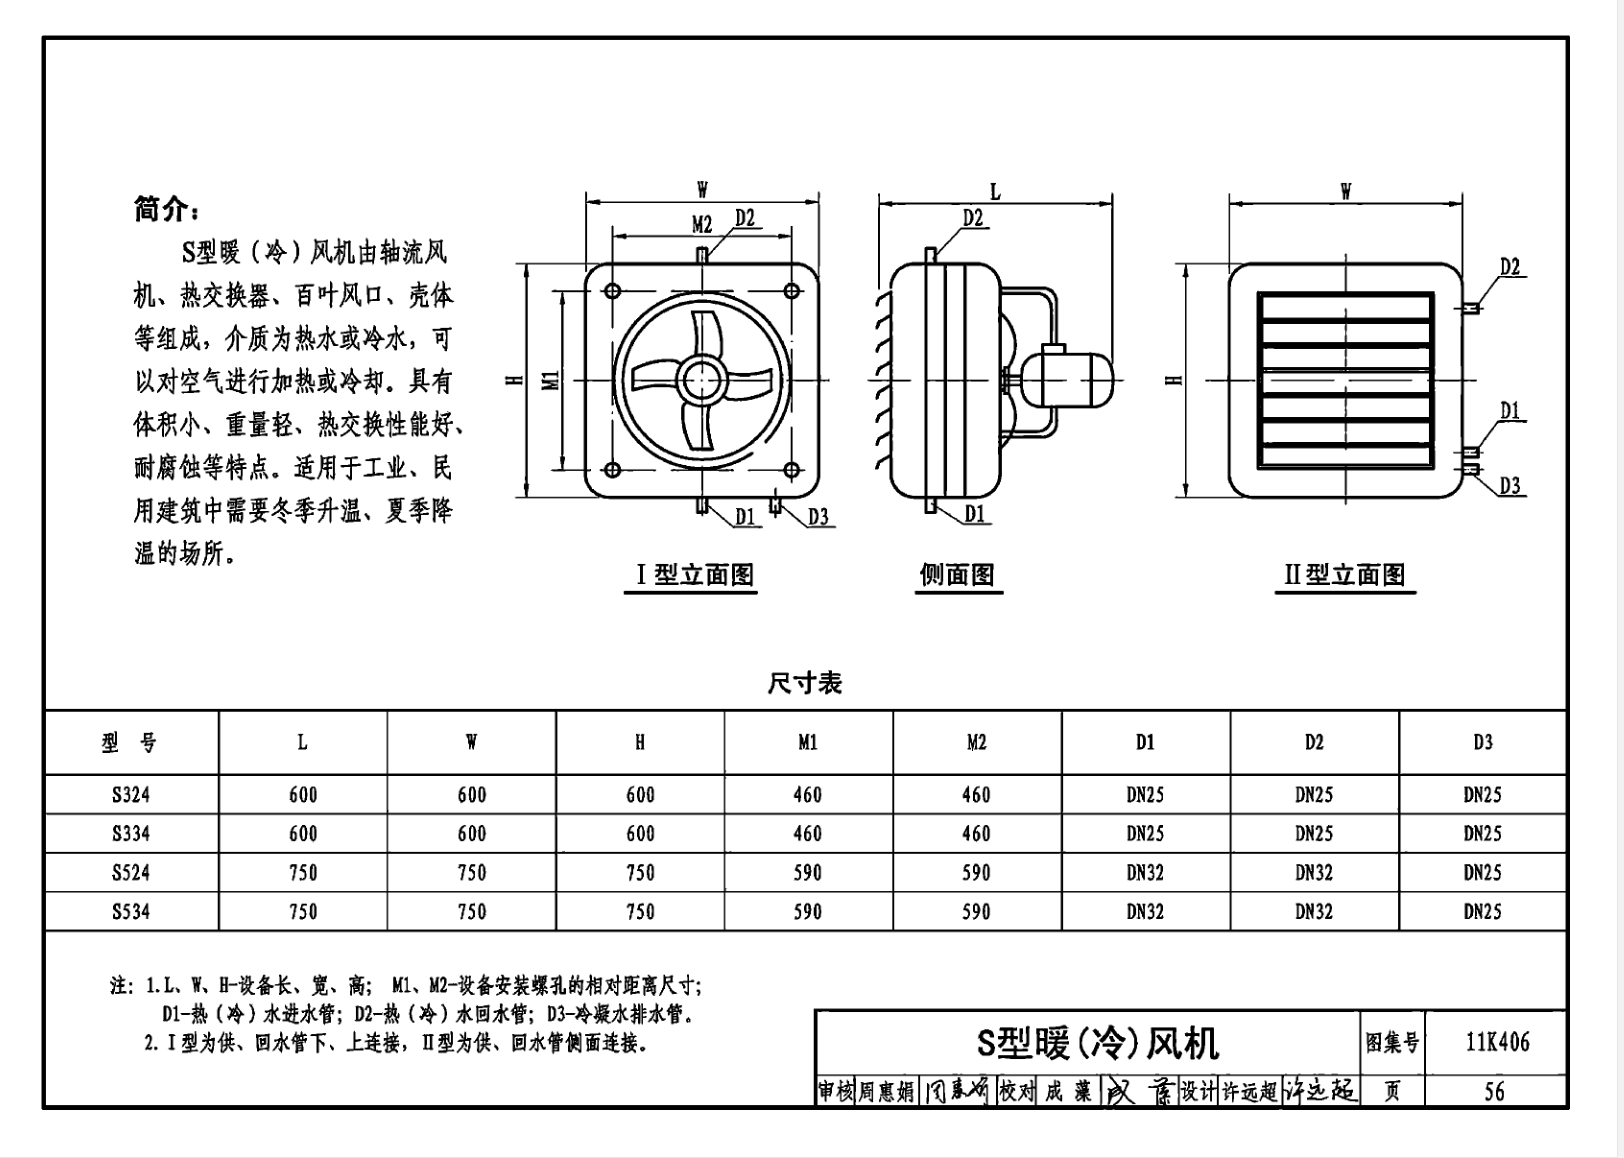 简介：
S型暖（冷）风机由轴流风
机、热交换器、百叶风口、壳体
等组成，介质为热水或冷水，可
以对空气进行加热或冷却。具有
体积小、重量轻、热交换性能好、
耐腐蚀等特点。适用于工业、民
用建筑中需要冬季升温、夏季降
温的场所。
W
M2 D2
H
M1
D1 D3
Ⅰ型立面图
L
D2
D1
侧面图
W
D2
H
D1
D3
Ⅱ型立面图
尺寸表
型 号 L W H M1 M2 D1 D2 D3
S324 600 600 600 460 460 DN25 DN25 DN25
S334 600 600 600 460 460 DN25 DN25 DN25
S524 750 750 750 590 590 DN32 DN32 DN25
S534 750 750 750 590 590 DN32 DN32 DN25
注：1.L、W、H-设备长、宽、高； M1、M2-设备安装螺孔的相对距离尺寸；
D1-热（冷）水进水管；D2-热（冷）水回水管；D3-冷凝水排水管。
2.Ⅰ型为供、回水管下、上连接，Ⅱ型为供、回水管侧面连接。
S型暖（冷）风机 图集号 11K406
审核 周惠娟 周惠娟 校对 成 藻 成 藻 设计 许远超 许远超 页 56